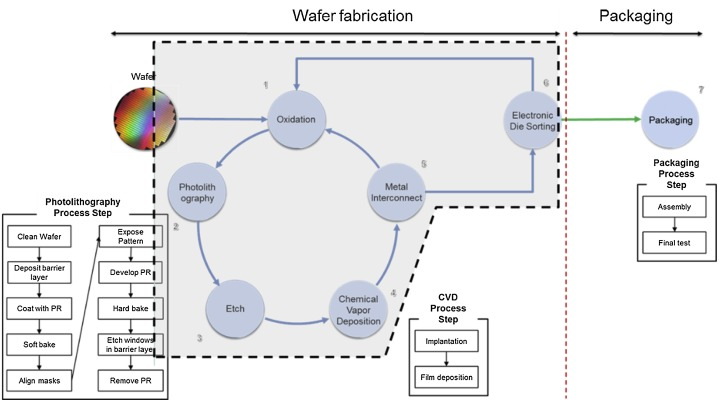 Wafer fabrication
Packaging
Wafer
1
Oxidation
6
Electronic
Die Sorting
7
Packaging
Photolith
ography
2
5
Metal
Interconnect
Etch
3
Chemical
Vapor
Deposition
4
Photolithography
Process Step
Clean Wafer
Deposit barrier
layer
Coat with PR
Soft bake
Align masks
Expose
Pattern
Develop PR
Hard bake
Etch windows
in barrier layer
Remove PR
CVD
Process
Step
Implantation
Film deposition
Packaging
Process
Step
Assembly
Final test